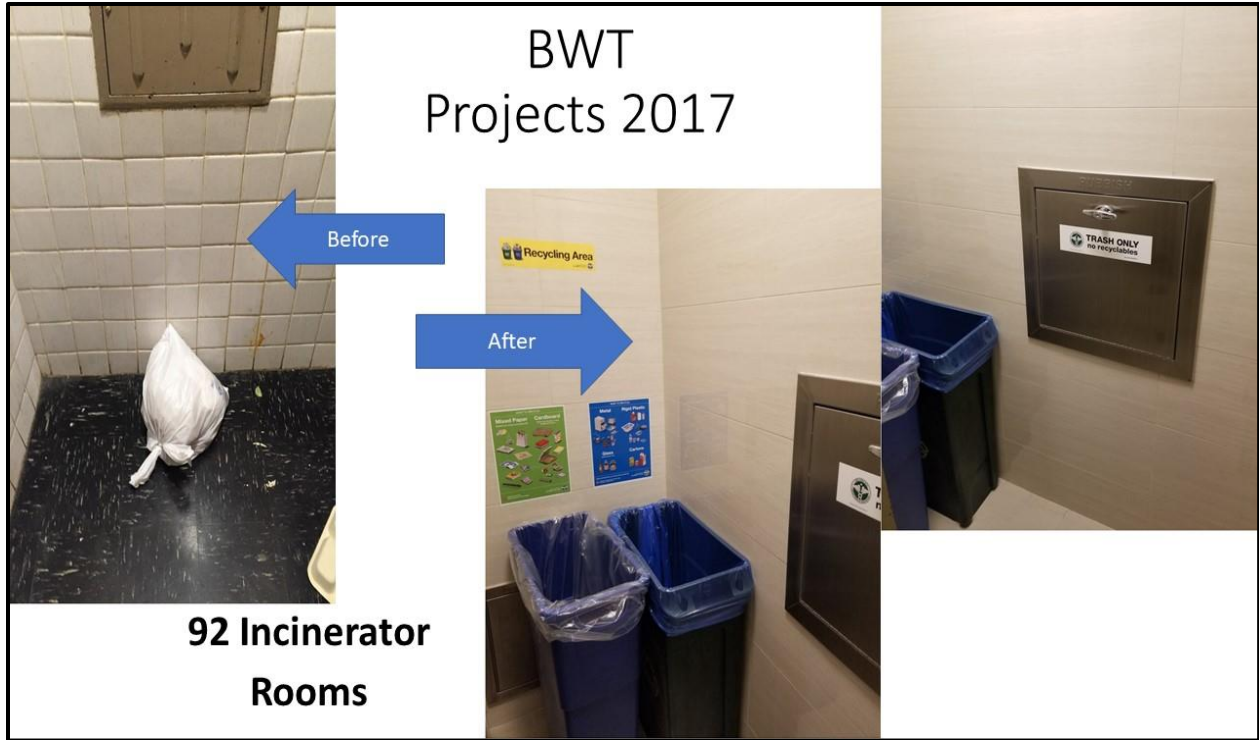 BWT
Projects 2017
Before
After
Recycling Area
Mixed Paper Cardboard
Metal Rigid Plastic
Glass Cartons
RUBBISH
TRASH ONLY
no recyclables
92 Incinerator
Rooms